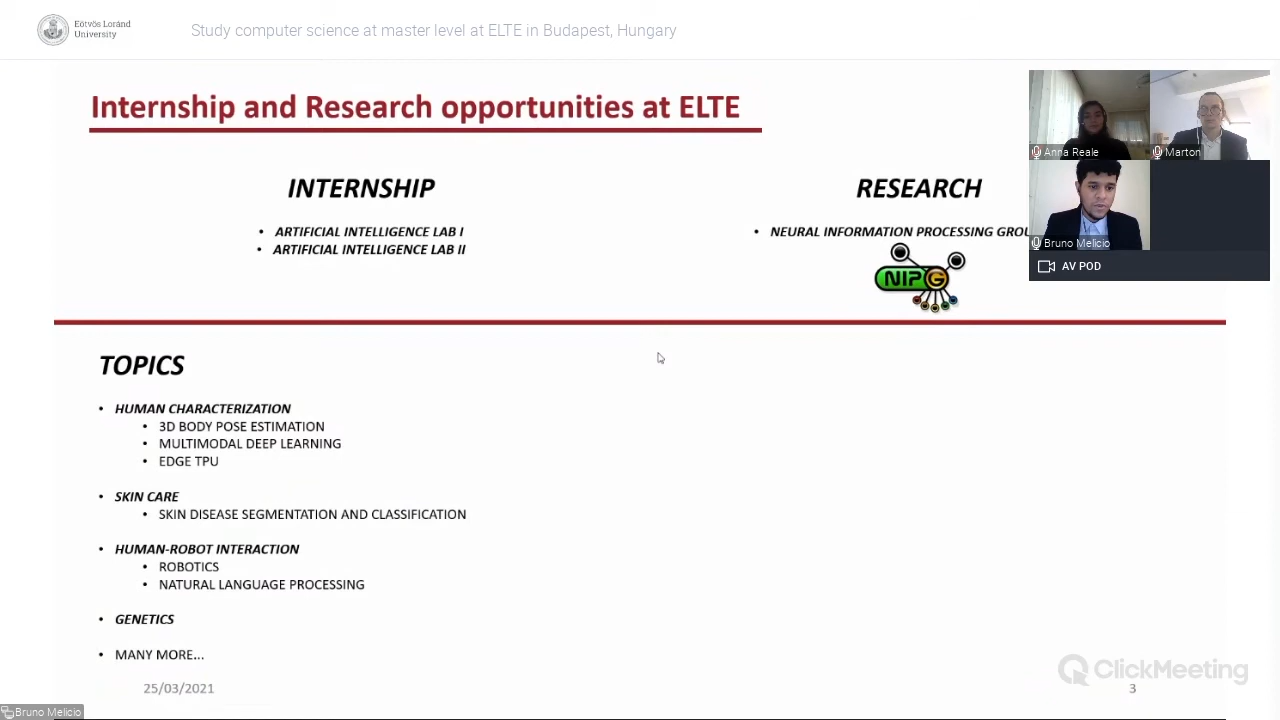 Eötvös Loránd
University
Study computer science at master level at ELTE in Budapest, Hungary
Internship and Research opportunities at ELTE
INTERNSHIP
• ARTIFICIAL INTELLIGENCE LAB I
• ARTIFICIAL INTELLIGENCE LAB II
RESEARCH
• NEURAL INFORMATION PROCESSING GROU
NIPG
Anna Reale
Marton
Bruno Melicio
AV POD
TOPICS
• HUMAN CHARACTERIZATION
• 3D BODY POSE ESTIMATION
• MULTIMODAL DEEP LEARNING
• EDGE TPU
• SKIN CARE
• SKIN DISEASE SEGMENTATION AND CLASSIFICATION
• HUMAN-ROBOT INTERACTION
• ROBOTICS
• NATURAL LANGUAGE PROCESSING
• GENETICS
• MANY MORE...
25/03/2021
3
ClickMeeting
Bruno Melicio